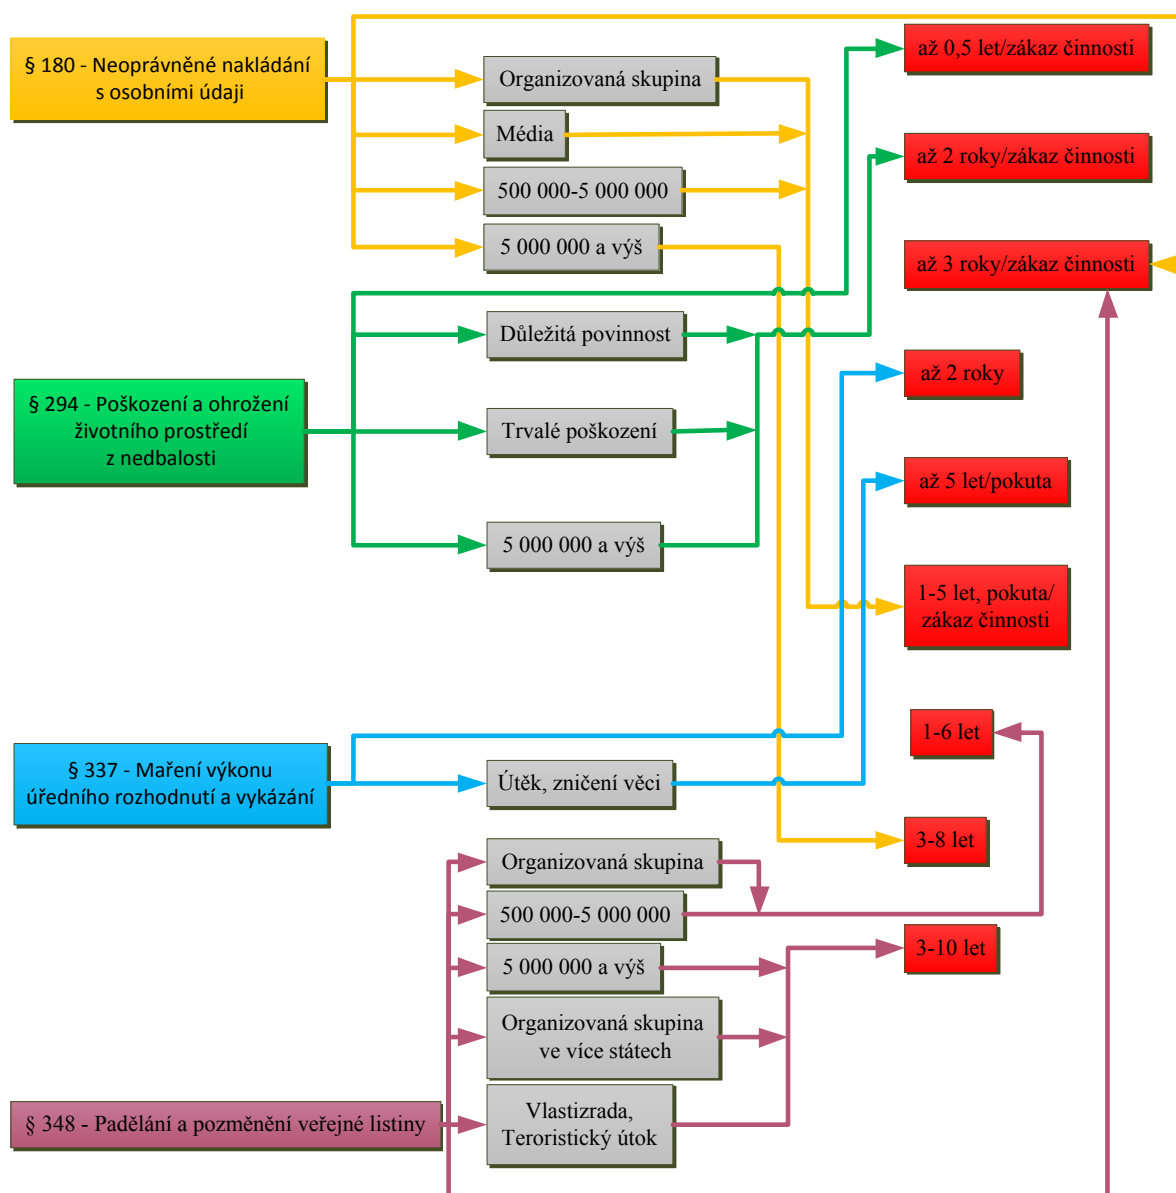 § 180 - Neoprávněné nakládání
s osobními údaji
Organizovaná skupina
Média
500 000-5 000 000
5 000 000 a výš
až 0,5 let/zákaz činnosti
až 2 roky/zákaz činnosti
až 3 roky/zákaz činnosti
§ 294 - Poškození a ohrožení
životního prostředí
z nedbalosti
Důležitá povinnost
Trvalé poškození
5 000 000 a výš
až 2 roky
až 5 let/pokuta
1-5 let, pokuta/
zákaz činnosti
1-6 let
§ 337 - Maření výkonu
úředního rozhodnutí a vykázání
Útěk, zničení věci
3-8 let
Organizovaná skupina
500 000-5 000 000
5 000 000 a výš
3-10 let
Organizovaná skupina
ve více státech
§ 348 - Padělání a pozměnění veřejné listiny
Vlastizrada,
Teroristický útok